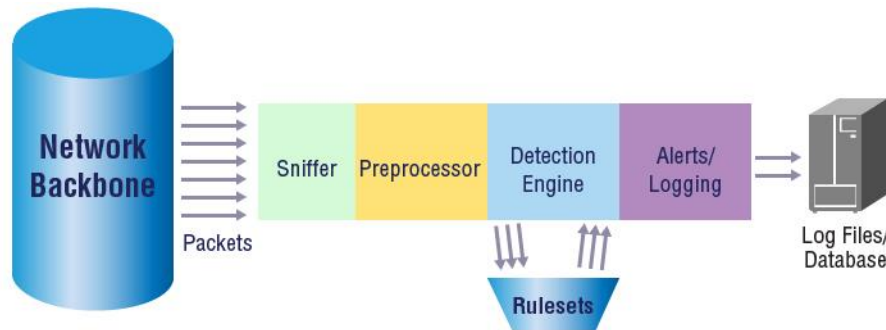 Network
Backbone
Packets
Sniffer
Preprocessor
Detection
Engine
Alerts/
Logging
Rulesets
Log Files/
Database